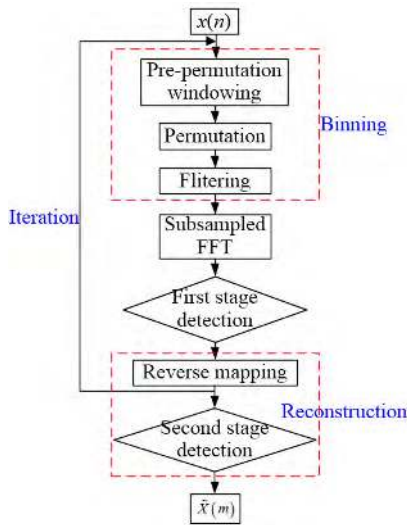 x(n)
Pre-permutation
windowing
Binning
Permutation
Flitering
Iteration
Subsampled
FFT
First stage
detection
Reverse mapping
Reconstruction
Second stage
detection
x̃(m)